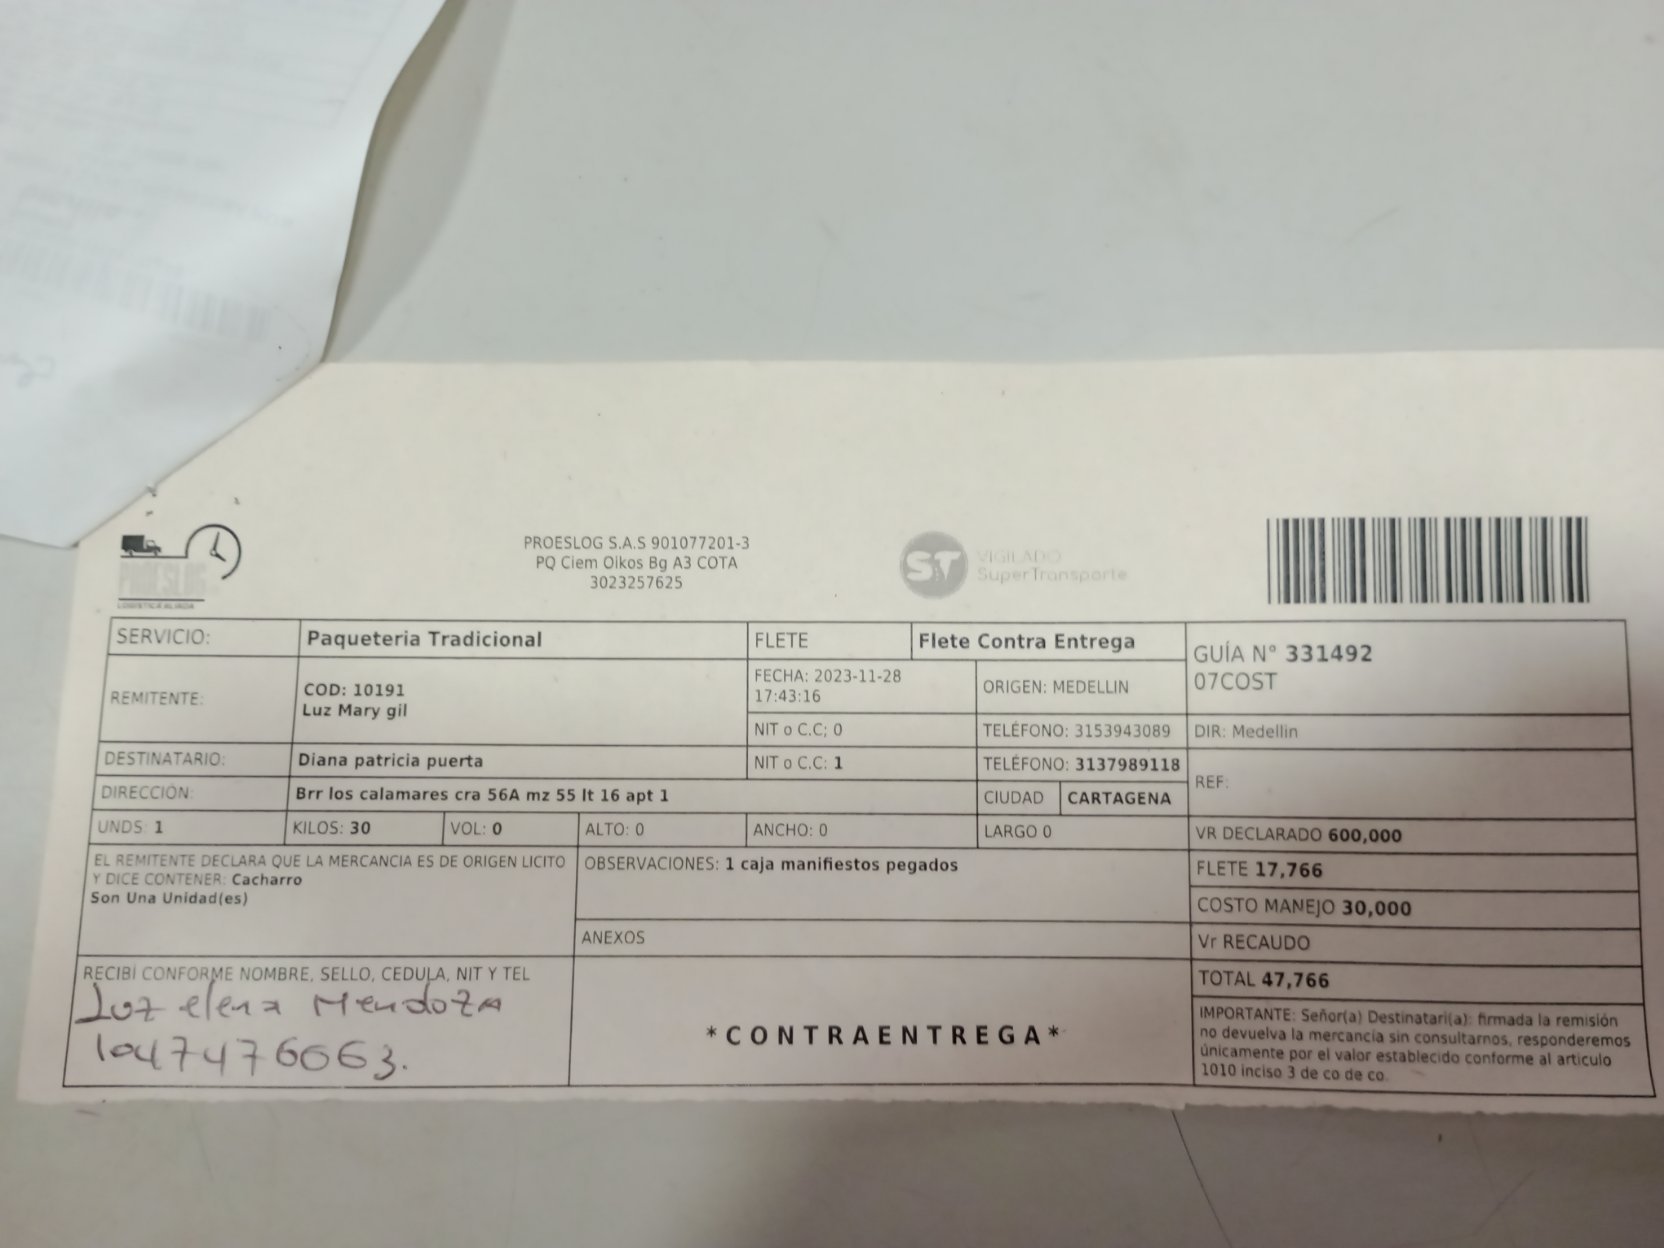 PROESLOG
LOGISTICA ALIADA
PROESLOG S.A.S 901077201-3
PQ Ciem Oikos Bg A3 COTA
3023257625
ST
VIGILADO
SuperTransporte
SERVICIO: Paqueteria Tradicional FLETE Flete Contra Entrega
GUÍA N° 331492
07COST
REMITENTE: COD: 10191
Luz Mary gil
FECHA: 2023-11-28
17:43:16
ORIGEN: MEDELLIN
NIT o C.C; 0 TELÉFONO: 3153943089 DIR: Medellin
DESTINATARIO: Diana patricia puerta NIT o C.C: 1 TELÉFONO: 3137989118
REF:
DIRECCIÓN: Brr los calamares cra 56A mz 55 lt 16 apt 1 CIUDAD CARTAGENA
UNDS: 1 KILOS: 30 VOL: 0 ALTO: 0 ANCHO: 0 LARGO 0 VR DECLARADO 600,000
EL REMITENTE DECLARA QUE LA MERCANCIA ES DE ORIGEN LICITO
Y DICE CONTENER: Cacharro
Son Una Unidad(es)
OBSERVACIONES: 1 caja manifiestos pegados
ANEXOS
FLETE 17,766
COSTO MANEJO 30,000
Vr RECAUDO
TOTAL 47,766
RECIBÍ CONFORME NOMBRE, SELLO, CEDULA, NIT Y TEL
Luz elena Mendoza
1047476063.
*CONTRAENTREGA*
IMPORTANTE: Señor(a) Destinatari(a): firmada la remisión
no devuelva la mercancía sin consultarnos, responderemos
únicamente por el valor establecido conforme al articulo
1010 inciso 3 de co de co.